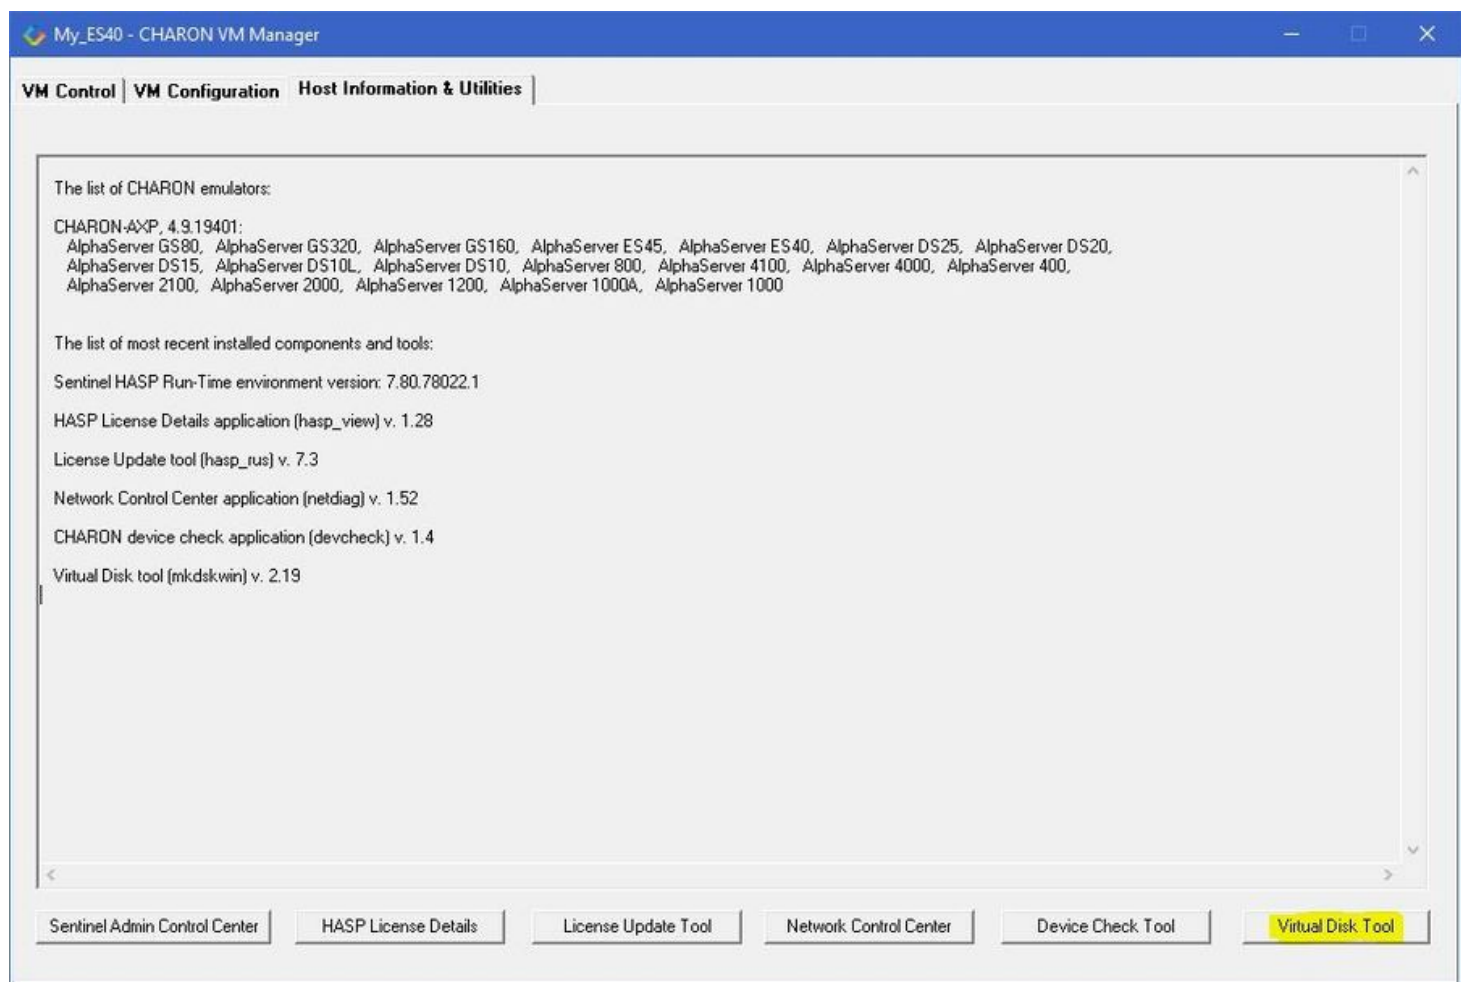 My_ES40 - CHARON VM Manager
VM Control VM Configuration Host Information & Utilities
The list of CHARON emulators:
CHARON-AXP, 4.9.19401:
AlphaServer GS80, AlphaServer GS320, AlphaServer GS160, AlphaServer ES45, AlphaServer ES40, AlphaServer DS25, AlphaServer DS20,
AlphaServer DS15, AlphaServer DS10L, AlphaServer DS10, AlphaServer 800, AlphaServer 4100, AlphaServer 4000, AlphaServer 400,
AlphaServer 2100, AlphaServer 2000, AlphaServer 1200, AlphaServer 1000A, AlphaServer 1000
The list of most recent installed components and tools:
Sentinel HASP Run-Time environment version: 7.80.78022.1
HASP License Details application (hasp_view) v. 1.28
License Update tool (hasp_rus) v. 7.3
Network Control Center application (netdiag) v. 1.52
CHARON device check application (devcheck) v. 1.4
Virtual Disk tool (mkdskwin) v. 2.19
Sentinel Admin Control Center HASP License Details License Update Tool Network Control Center Device Check Tool Virtual Disk Tool